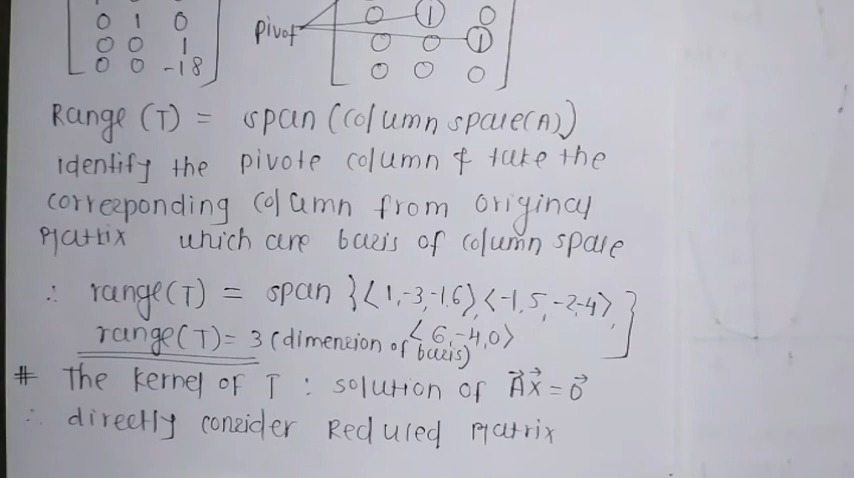 0 1 0
0 0 1
0 0 -18
pivot
0 1 0
0 0 1
0 0 0
Range (T) = span (column space(A))
identify the pivote column & take the
corresponding column from original
Matrix which are basis of column space
∴ range(T) = span {<1,-3,-1,6>,<-1,5,-2,-4>,
<6,-4,0>}
range(T)= 3 (dimension of basis)
# The Kernel of T : solution of A⃗X⃗ = 0⃗
∴ directly consider Reduced Matrix